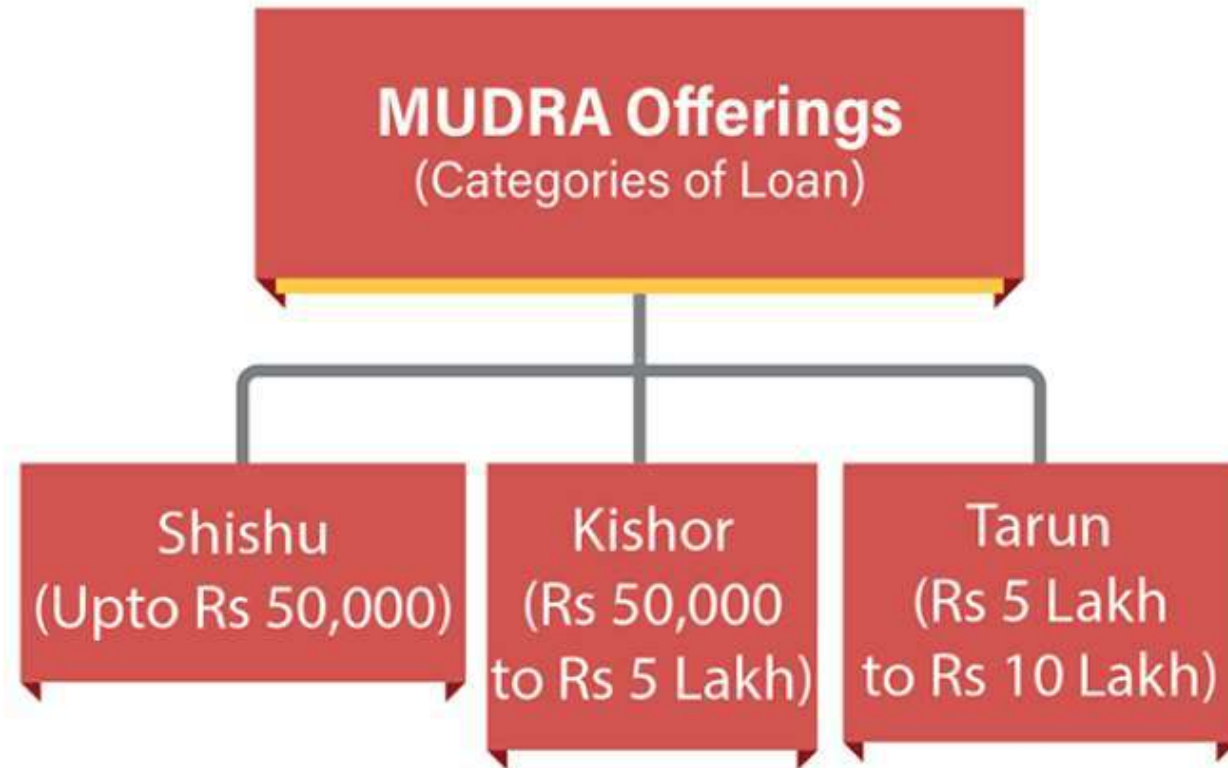 MUDRA Offerings
(Categories of Loan)
Shishu
(Upto Rs 50,000)
Kishor
(Rs 50,000
to Rs 5 Lakh)
Tarun
(Rs 5 Lakh
to Rs 10 Lakh)